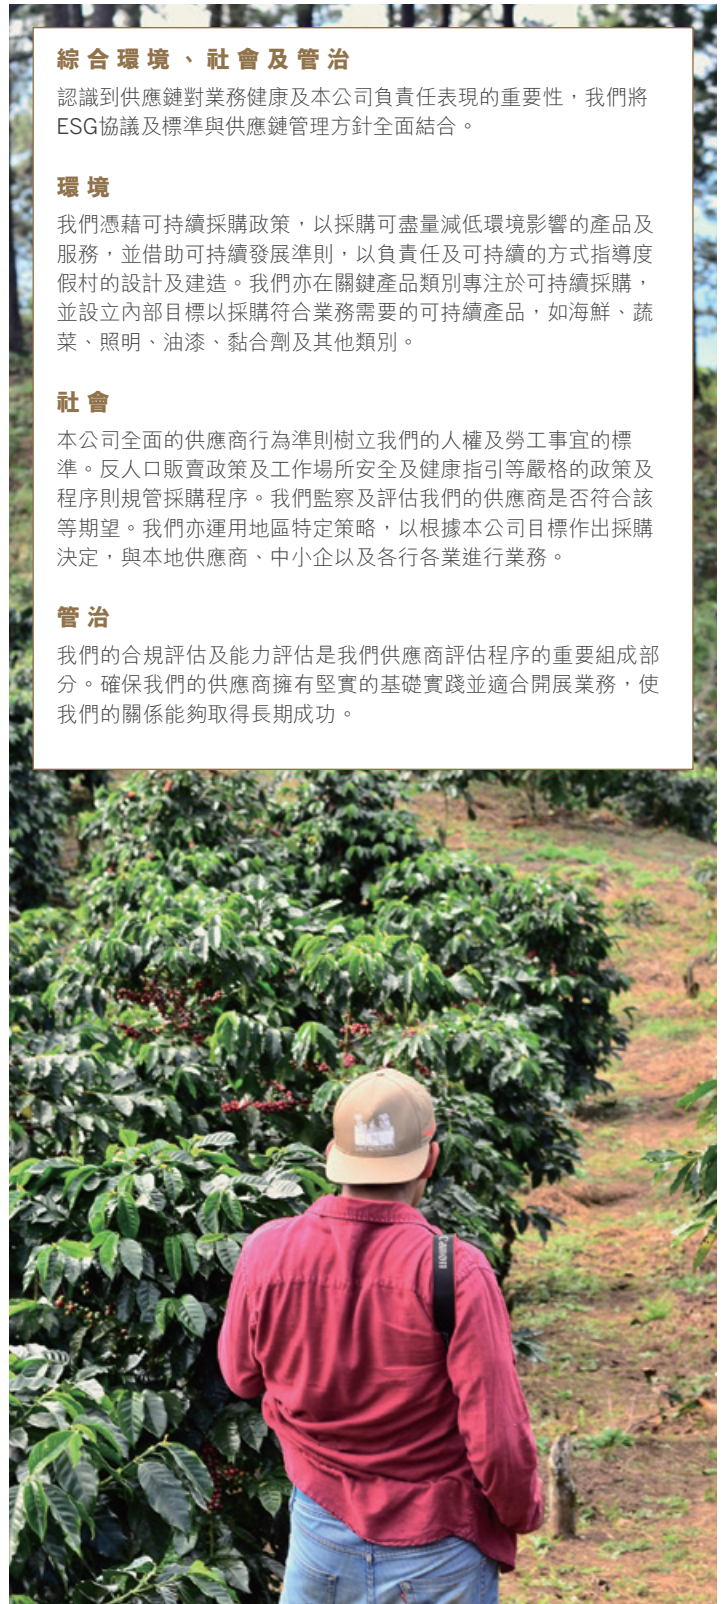 綜合環境、社會及管治
認識到供應鏈對業務健康及本公司負責任表現的重要性，我們將
ESG協議及標準與供應鏈管理方針全面結合。
環境
我們憑藉可持續採購政策，以採購可盡量減低環境影響的產品及
服務，並借助可持續發展準則，以負責任及可持續的方式指導度
假村的設計及建造。我們亦在關鍵產品類別專注於可持續採購，
並設立內部目標以採購符合業務需要的可持續產品，如海鮮、蔬
菜、照明、油漆、黏合劑及其他類別。
社會
本公司全面的供應商行為準則樹立我們的人權及勞工事宜的標
準。反人口販賣政策及工作場所安全及健康指引等嚴格的政策及
程序則規管採購程序。我們監察及評估我們的供應商是否符合該
等期望。我們亦運用地區特定策略，以根據本公司目標作出採購
決定，與本地供應商、中小企以及各行各業進行業務。
管治
我們的合規評估及能力評估是我們供應商評估程序的重要組成部
分。確保我們的供應商擁有堅實的基礎實踐並適合開展業務，使
我們的關係能夠取得長期成功。
Canon